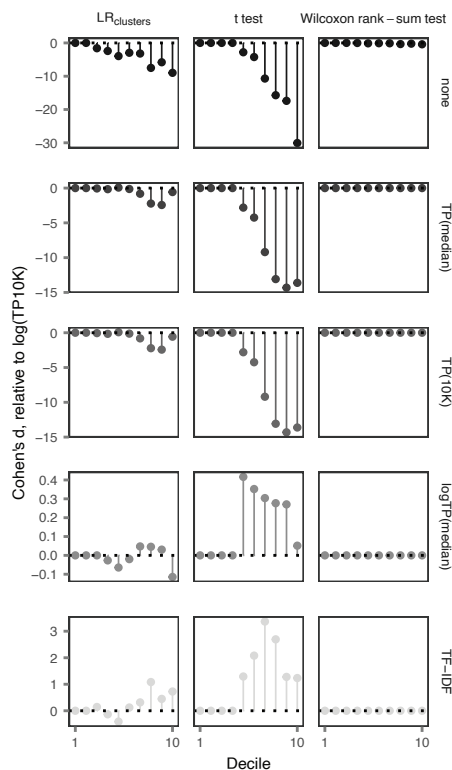 LRclusters t test Wilcoxon rank – sum test
0
−10
−20
−30
none
0
−5
−10
−15
TP(median)
0
−5
−10
−15
TP(10K)
0.4
0.3
0.2
0.1
0.0
−0.1
logTP(median)
3
2
1
0
TF−IDF
1 10 1 10 1 10
Decile
Cohen's d, relative to log(TP10K)